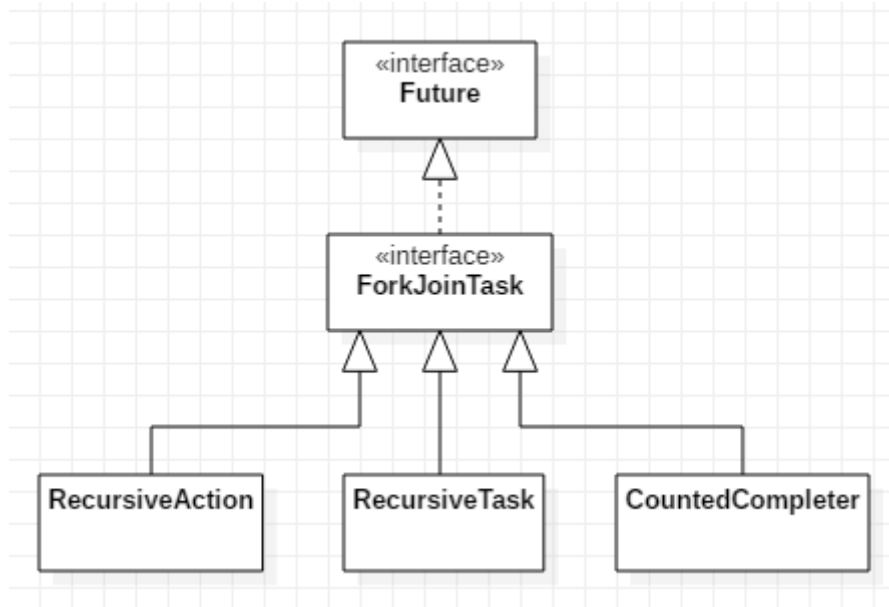 «interface»
Future
«interface»
ForkJoinTask
RecursiveAction
RecursiveTask
CountedCompleter